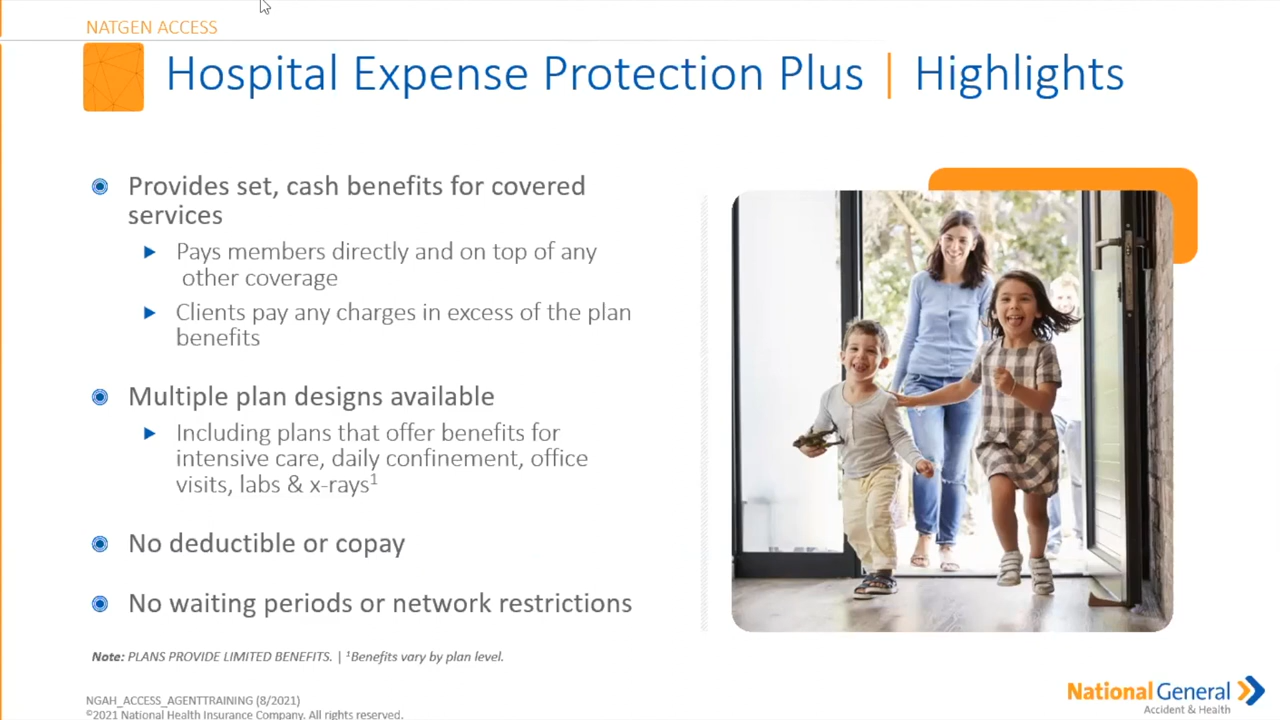 NATGEN ACCESS
Hospital Expense Protection Plus | Highlights
Provides set, cash benefits for covered
services
Pays members directly and on top of any
other coverage
Clients pay any charges in excess of the plan
benefits
Multiple plan designs available
Including plans that offer benefits for
intensive care, daily confinement, office
visits, labs & x-rays¹
No deductible or copay
No waiting periods or network restrictions
Note: PLANS PROVIDE LIMITED BENEFITS. | ¹Benefits vary by plan level.
NGAH_ACCESS_AGENTTRAINING (8/2021)
©2021 National Health Insurance Company. All rights reserved.
National General
Accident & Health